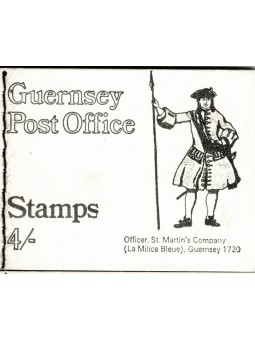 Guernsey
Post Office
Stamps
4/-
Officer, St. Martin's Company
(La Milice Bleue), Guernsey 1720